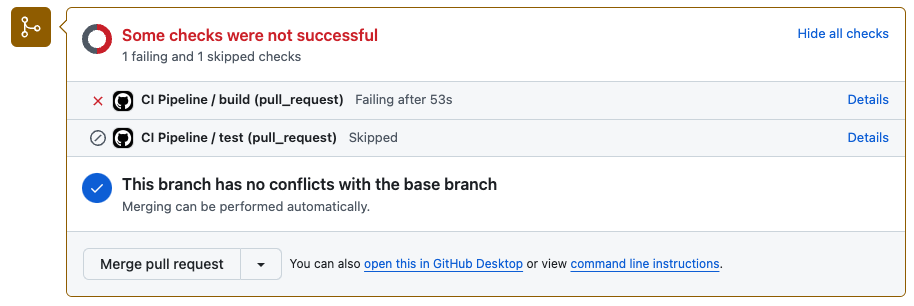 Some checks were not successful
Hide all checks
1 failing and 1 skipped checks
CI Pipeline / build (pull_request) Failing after 53s Details
CI Pipeline / test (pull_request) Skipped Details
This branch has no conflicts with the base branch
Merging can be performed automatically.
Merge pull request You can also open this in GitHub Desktop or view command line instructions.